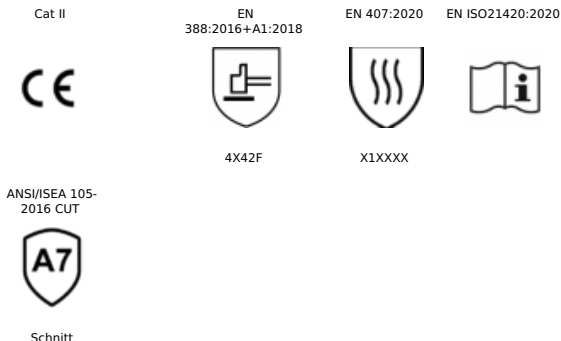 Cat II
EN
388:2016+A1:2018
EN 407:2020
EN ISO21420:2020
CE
i
4X42F
X1XXXX
ANSI/ISEA 105-
2016 CUT
A7
Schnitt